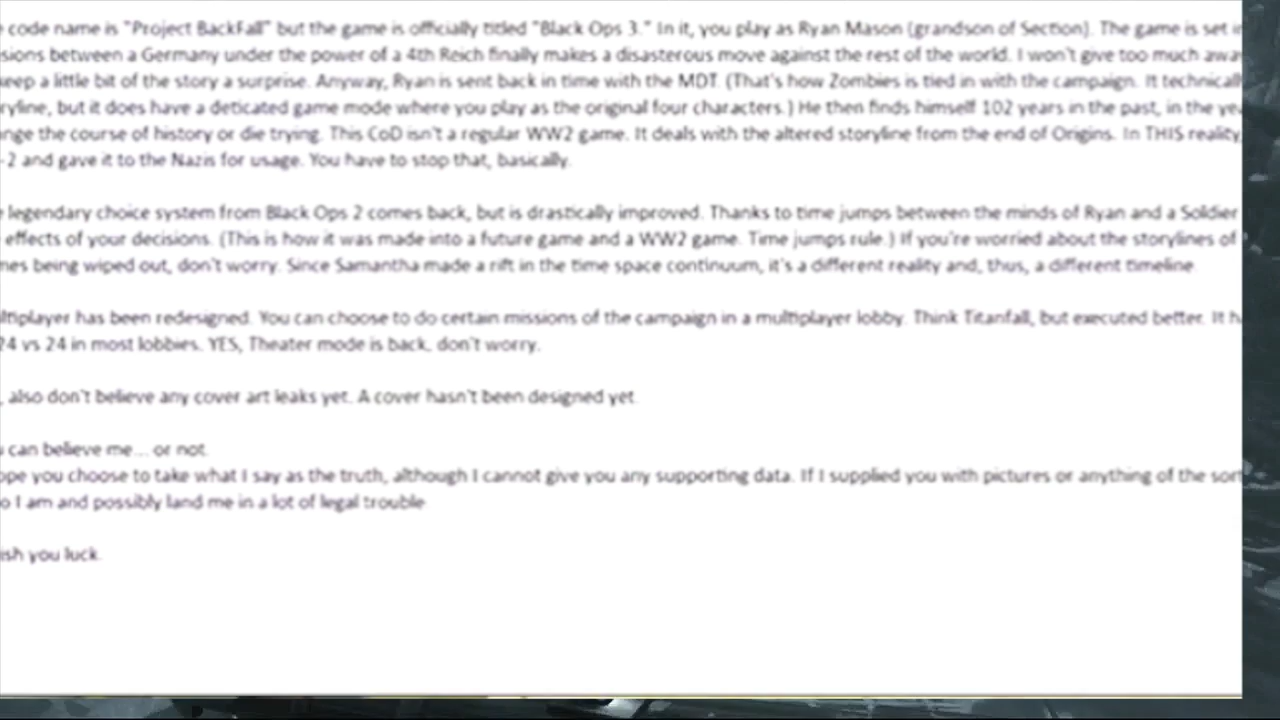 code name is "Project BackFall" but the game is officially titled "Black Ops 3." In it, you play as Ryan Mason (grandson of Section). The game is set
sions between a Germany under the power of a 4th Reich finally makes a disasterous move against the rest of the world. I won't give too much awa
eep a little bit of the story a surprise. Anyway, Ryan is sent back in time with the MDT. (That's how Zombies is tied in with the campaign. It technicall
ryline, but it does have a deticated game mode where you play as the original four characters.) He then finds himself 102 years in the past, in the ye
nge the course of history or die trying. This CoD isn't a regular WW2 game. It deals with the altered storyline from the end of Origins. In THIS reality,
-2 and gave it to the Nazis for usage. You have to stop that, basically.
legendary choice system from Black Ops 2 comes back, but is drastically improved. Thanks to time jumps between the minds of Ryan and a Soldier
effects of your decisions. (This is how it was made into a future game and a WW2 game. Time jumps rule.) If you're worried about the storylines of
mes being wiped out, don't worry. Since Samantha made a rift in the time space continuum, it's a different reality and, thus, a different timeline.
ltiplayer has been redesigned. You can choose to do certain missions of the campaign in a multiplayer lobby. Think Titanfall, but executed better. It h
24 vs 24 in most lobbies. YES, Theater mode is back, don't worry.
, also don't believe any cover art leaks yet. A cover hasn't been designed yet.
can believe me... or not.
ope you choose to take what I say as the truth, although I cannot give you any supporting data. If I supplied you with pictures or anything of the sort
o I am and possibly land me in a lot of legal trouble.
ish you luck.